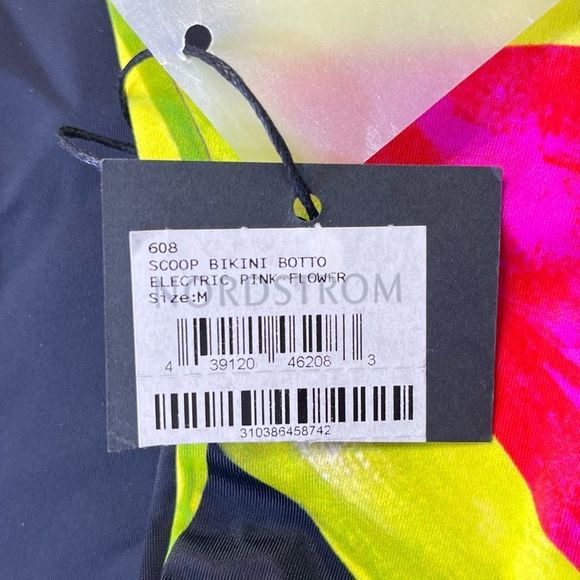 608
SCOOP BIKINI BOTTO
ELECTRIC PINK FLOWER
NORDSTROM
Size:M
4 39120 46208 3
310386458742